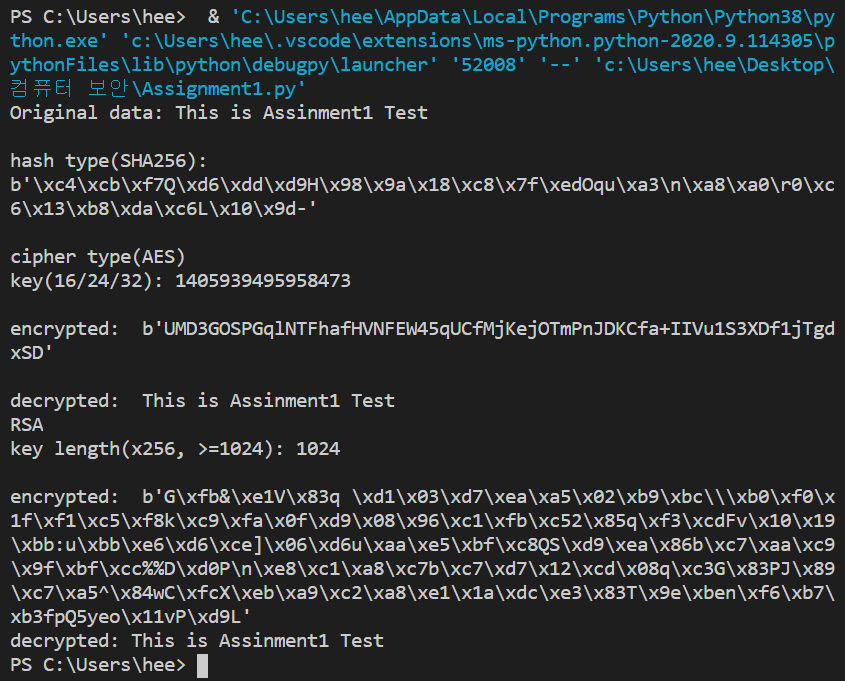 PS C:\Users\hee>  & 'C:\Users\hee\AppData\Local\Programs\Python\Python38\py
thon.exe' 'c:\Users\hee\.vscode\extensions\ms-python.python-2020.9.114305\p
ythonFiles\lib\python\debugpy\launcher' '52008' '--' 'c:\Users\hee\Desktop\
컴퓨터 보안\Assignment1.py'
Original data: This is Assinment1 Test
hash type(SHA256):
b'\xc4\xcb\xf7Q\xd6\xdd\xd9H\x98\x9a\x18\xc8\x7f\xedOqu\xa3\n\xa8\xa0\r0\xc
6\x13\xb8\xda\xc6L\x10\x9d-'
cipher type(AES)
key(16/24/32): 1405939495958473
encrypted:  b'UMD3GOSPGqlNTFhafHVNFEW45qUCfMjKejOTmPnJDKCfa+IIVu1S3XDf1jTgd
xSD'
decrypted:  This is Assinment1 Test
RSA
key length(x256, >=1024): 1024
encrypted:  b'G\xfb&\xe1V\x83q \xd1\x03\xd7\xea\xa5\x02\xb9\xbc\\\xb0\xf0\x
1f\xf1\xc5\xf8k\xc9\xfa\x0f\xd9\x08\x96\xc1\xfb\xc52\x85q\xf3\xcdFv\x10\x19
\xbb:u\xbb\xe6\xd6\xce]\x06\xd6u\xaa\xe5\xbf\xc8QS\xd9\xea\x86b\xc7\xaa\xc9
\x9f\xbf\xcc%%D\xd0P\n\xe8\xc1\xa8\xc7b\xc7\xd7\x12\xcd\x08q\xc3G\x83PJ\x89
\xc7\xa5^\x84wC\xfcX\xeb\xa9\xc2\xa8\xe1\x1a\xdc\xe3\x83T\x9e\xben\xf6\xb7\
xb3fpQ5yeo\x11vP\xd9L'
decrypted: This is Assinment1 Test
PS C:\Users\hee>